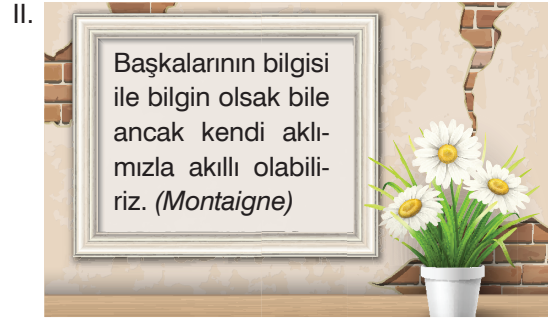 II.
Başkalarının bilgisi
ile bilgin olsak bile
ancak kendi aklı-
mızla akıllı olabili-
riz. (Montaigne)